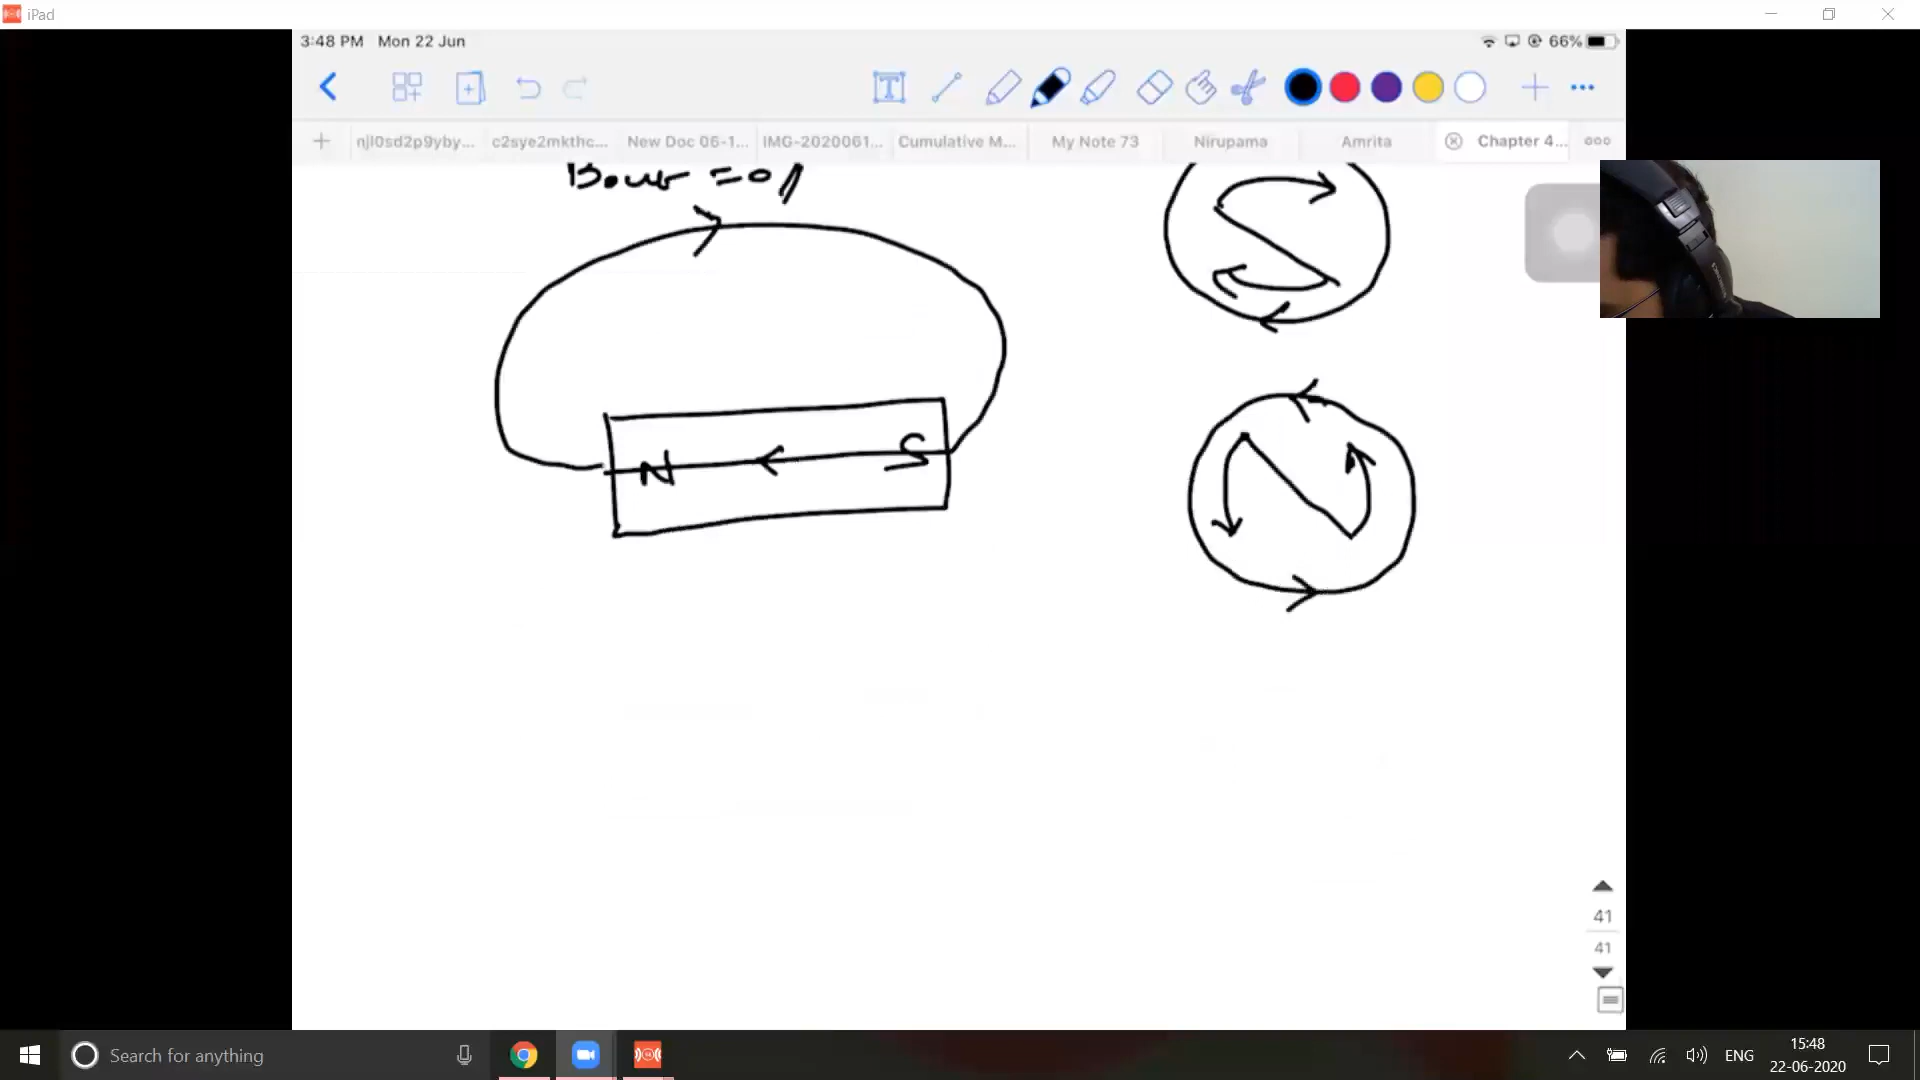 iPad
3:48 PM Mon 22 Jun
66%
T
njl0sd2p9yby... c2sye2mkthc... New Doc 06-1... IMG-2020061... Cumulative M... My Note 73 Nirupama Amrita Chapter 4...
= 0
N S
41
41
Search for anything
ENG
15:48
22-06-2020